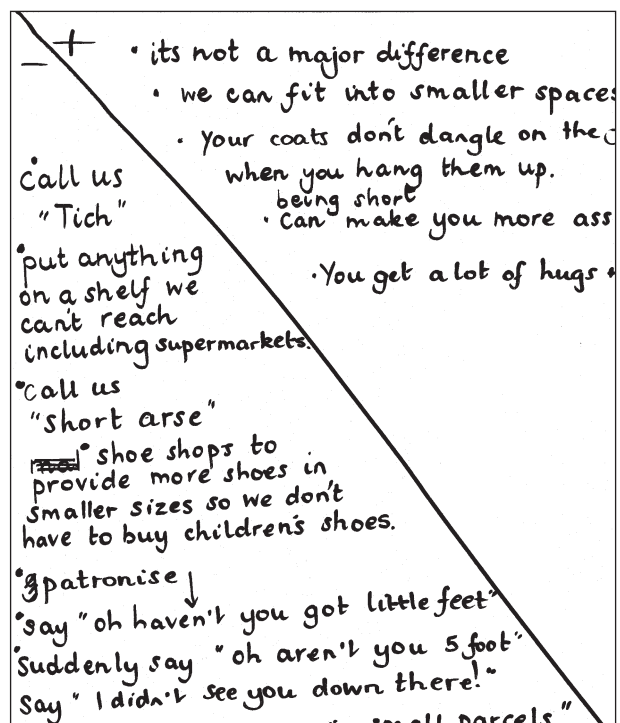 +
−
• its not a major difference
• we can fit into smaller spaces
• Your coats don't dangle on the
when you hang them up.
being short
• Can make you more ass
• You get a lot of hugs
• Call us
"Tich"
• put anything
on a shelf we
can't reach
including supermarkets.
• Call us
"short arse"
• shoe shops to
provide more shoes in
smaller sizes so we don't
have to buy children's shoes.
• patronise ↓
• say "oh haven't you got little feet"
• Suddenly say "oh aren't you 5 foot"
Say "I didn't see you down there!"
small parcels"